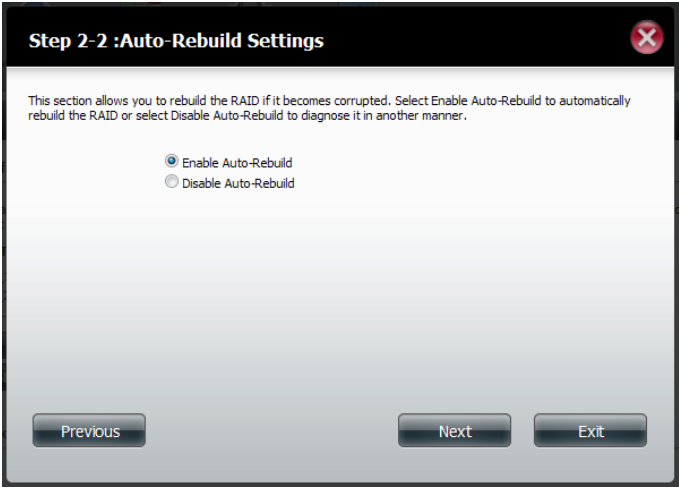 Step 2-2 :Auto-Rebuild Settings
This section allows you to rebuild the RAID if it becomes corrupted. Select Enable Auto-Rebuild to automatically
rebuild the RAID or select Disable Auto-Rebuild to diagnose it in another manner.
Enable Auto-Rebuild
Disable Auto-Rebuild
Previous
Next
Exit